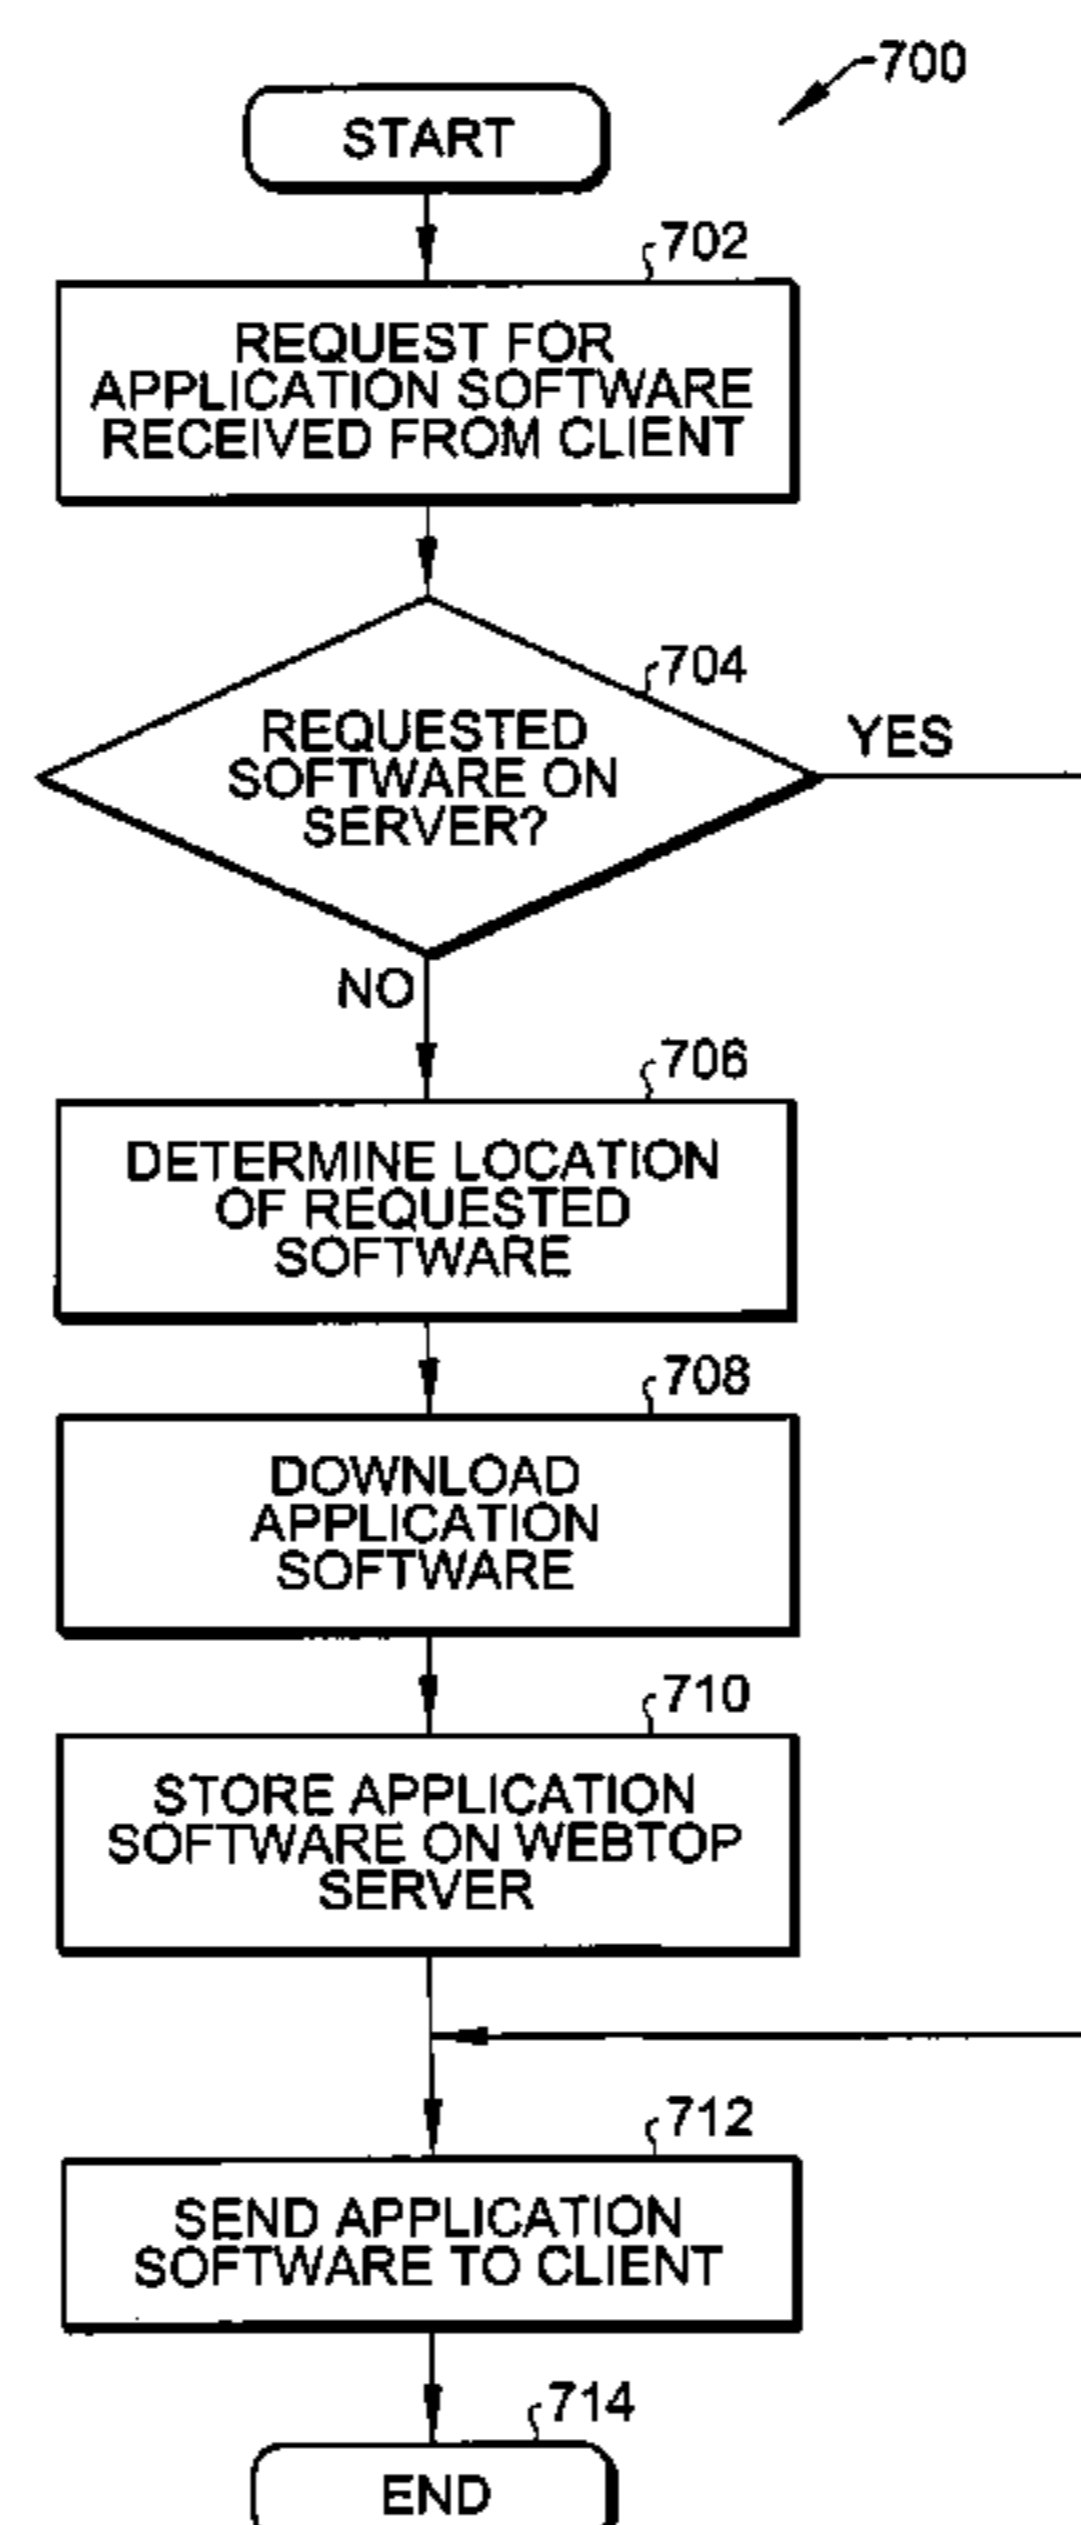 700
START
702
REQUEST FOR
APPLICATION SOFTWARE
RECEIVED FROM CLIENT
704
REQUESTED
SOFTWARE ON
SERVER?
YES
NO
706
DETERMINE LOCATION
OF REQUESTED
SOFTWARE
708
DOWNLOAD
APPLICATION
SOFTWARE
710
STORE APPLICATION
SOFTWARE ON WEBTOP
SERVER
712
SEND APPLICATION
SOFTWARE TO CLIENT
714
END